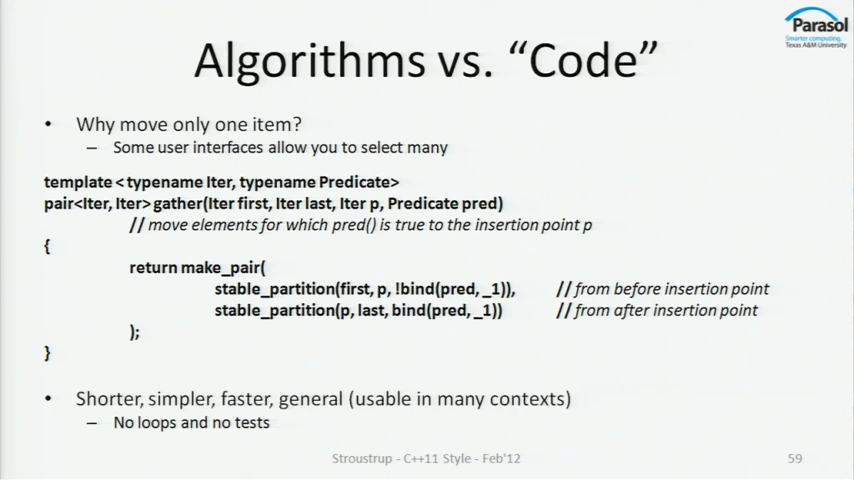 Parasol
Smarter computing.
Texas A&M University
Algorithms vs. “Code”
• Why move only one item?
– Some user interfaces allow you to select many
template < typename Iter, typename Predicate>
pair<Iter, Iter> gather(Iter first, Iter last, Iter p, Predicate pred)
// move elements for which pred() is true to the insertion point p
{
return make_pair(
stable_partition(first, p, !bind(pred, _1)), // from before insertion point
stable_partition(p, last, bind(pred, _1)) // from after insertion point
);
}
• Shorter, simpler, faster, general (usable in many contexts)
– No loops and no tests
Stroustrup - C++11 Style - Feb'12
59